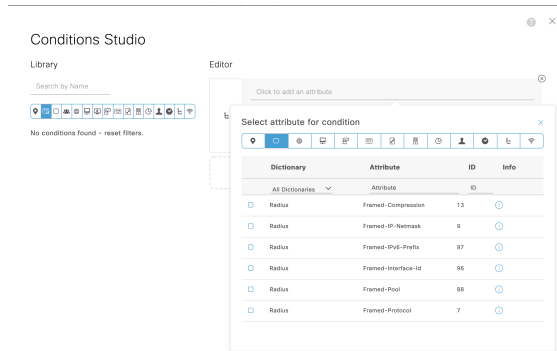 Conditions Studio
Library
Search by Name
No conditions found - reset filters.
Editor
Click to add an attribute
Select attribute for condition
Dictionary Attribute ID Info
All Dictionaries Attribute ID
Radius Framed-Compression 13
Radius Framed-IP-Netmask 9
Radius Framed-IPv6-Prefix 97
Radius Framed-Interface-Id 96
Radius Framed-Pool 88
Radius Framed-Protocol 7